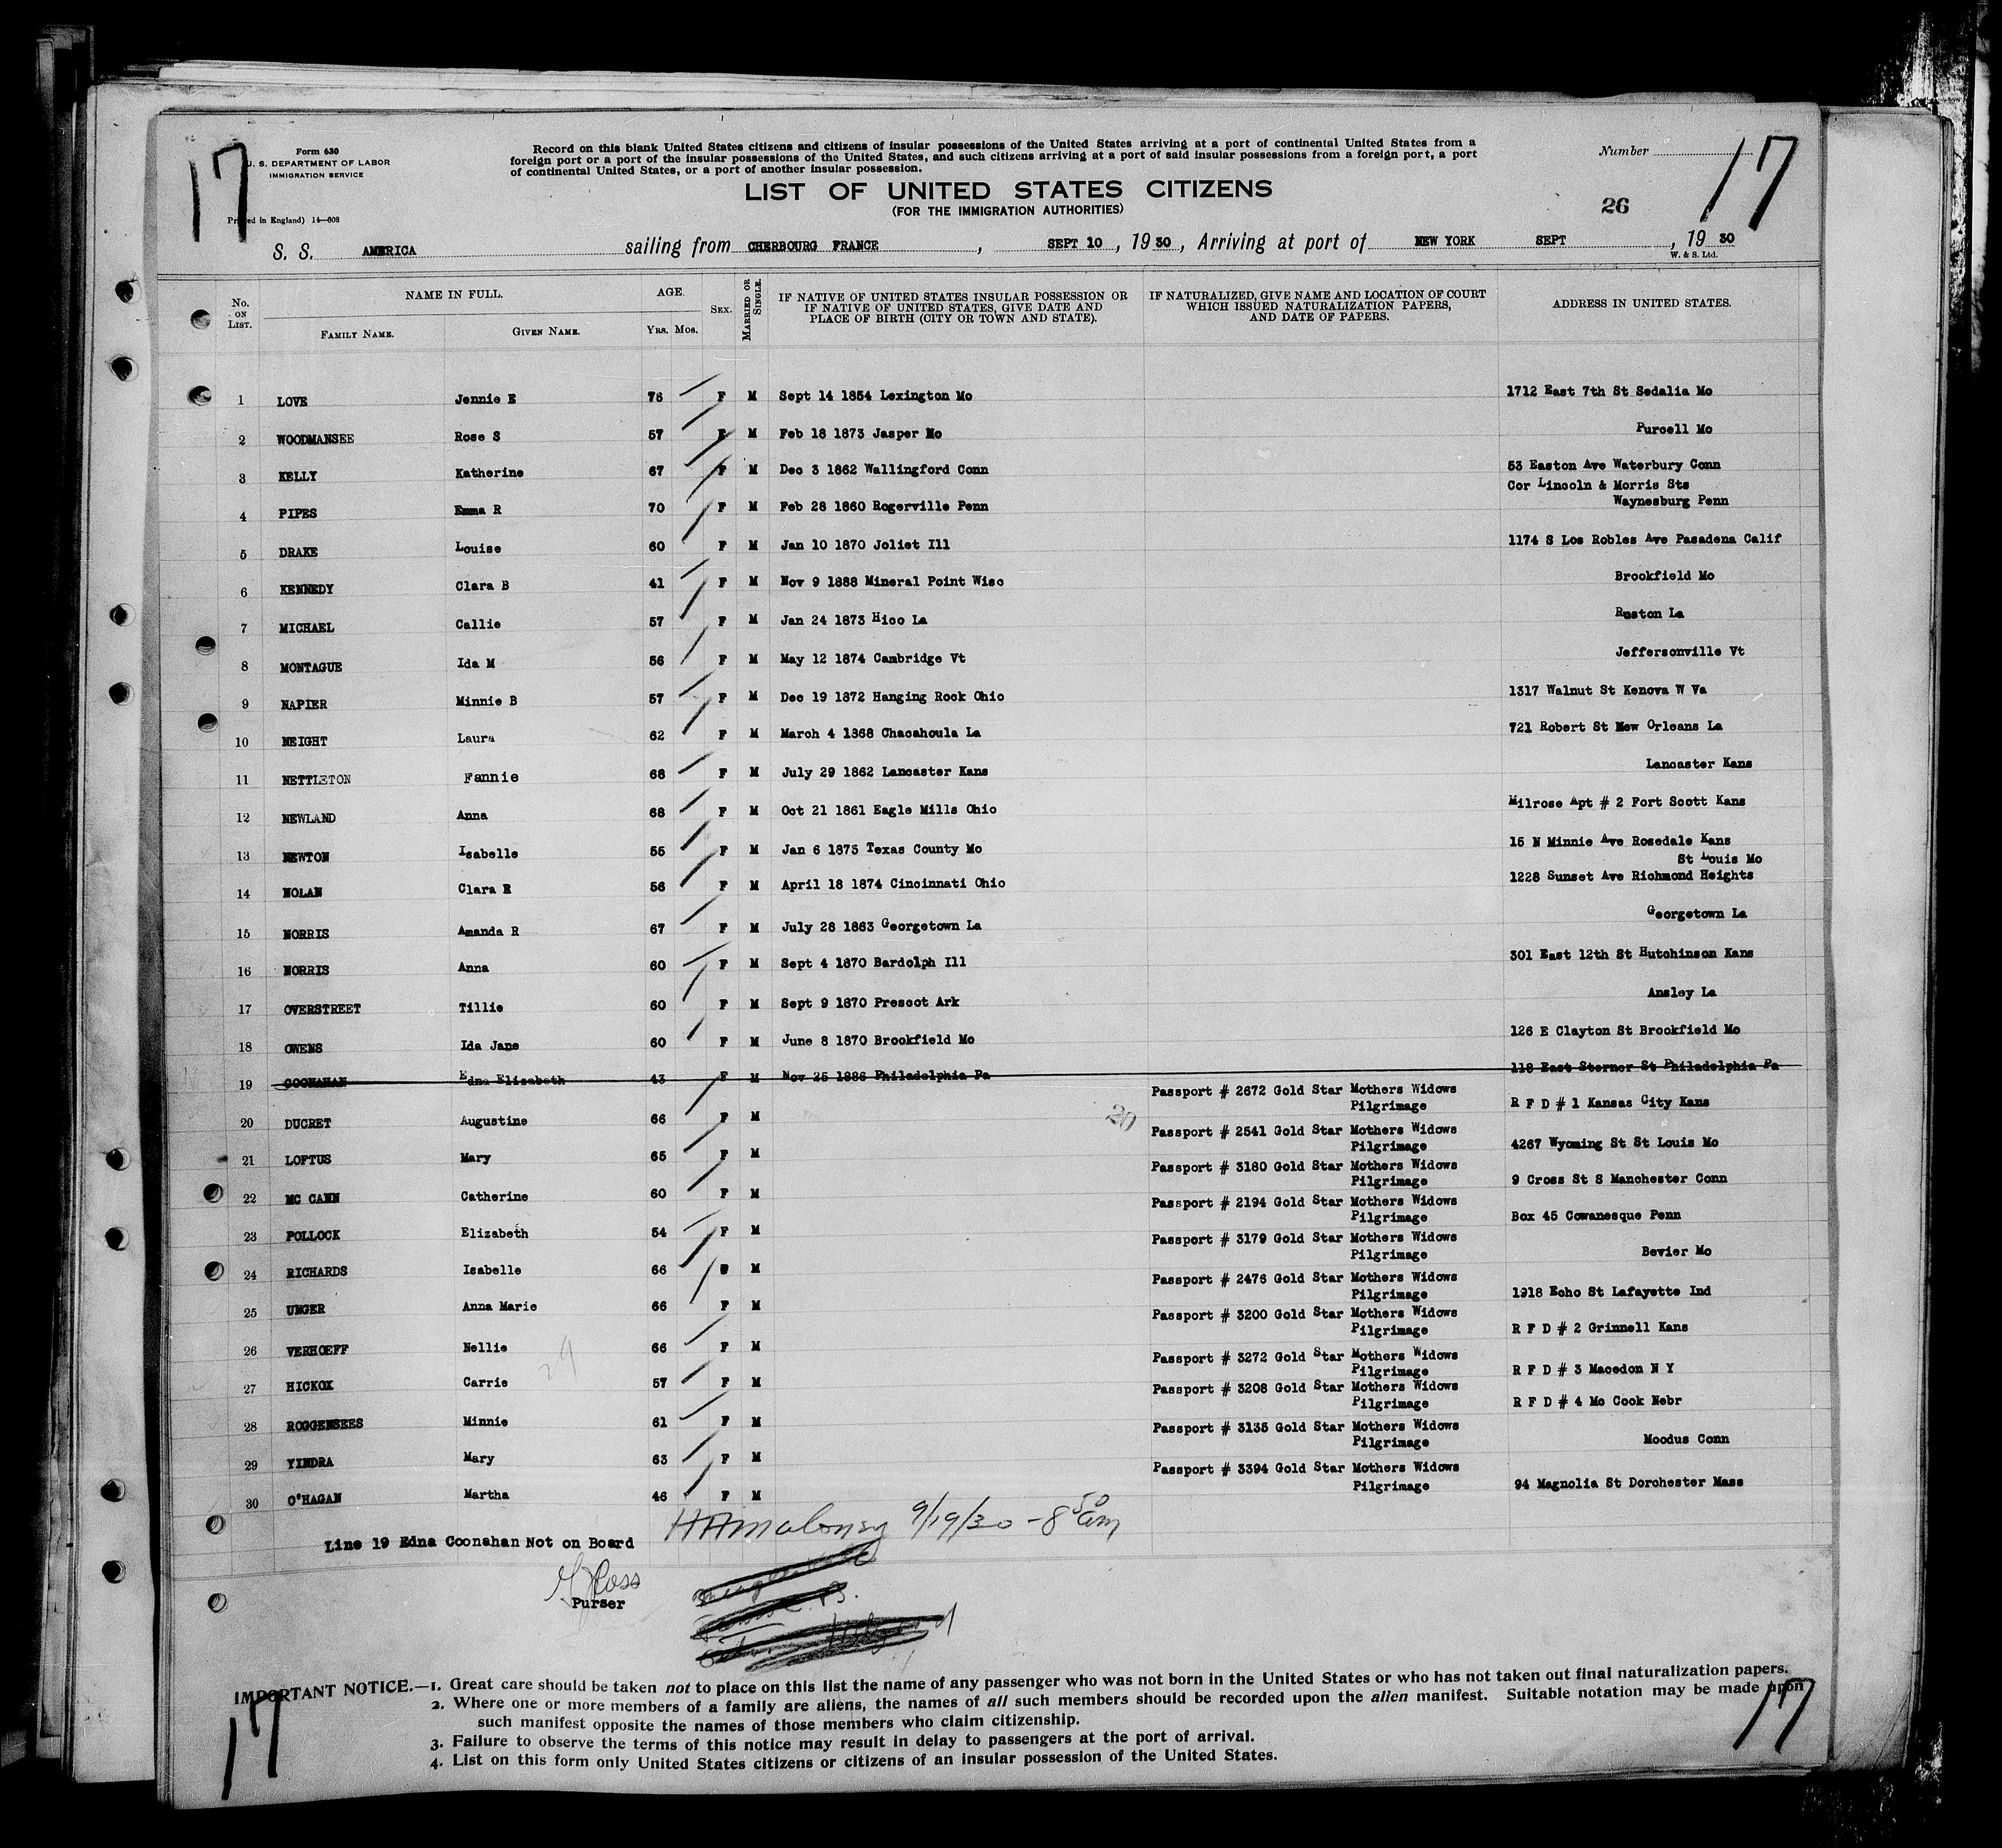 17
Form 630
U. S. DEPARTMENT OF LABOR
IMMIGRATION SERVICE
Printed in England) 14—608
Record on this blank United States citizens and citizens of insular possessions of the United States arriving at a port of continental United States from a
foreign port or a port of the insular possessions of the United States, and such citizens arriving at a port of said insular possessions from a foreign port, a port
of continental United States, or a port of another insular possession.
Number
17
LIST OF UNITED STATES CITIZENS
(FOR THE IMMIGRATION AUTHORITIES)
26
S. S. AMERICA sailing from CHERBOURG FRANCE, SEPT 10, 1930, Arriving at port of NEW YORK SEPT, 1930
W. & S. Ltd.
No. ON LIST. NAME IN FULL. FAMILY NAME. GIVEN NAME. AGE. YRS. MOS. SEX. MARRIED OR SINGLE. IF NATIVE OF UNITED STATES INSULAR POSSESSION OR IF NATIVE OF UNITED STATES, GIVE DATE AND PLACE OF BIRTH (CITY OR TOWN AND STATE). IF NATURALIZED, GIVE NAME AND LOCATION OF COURT WHICH ISSUED NATURALIZATION PAPERS, AND DATE OF PAPERS. ADDRESS IN UNITED STATES.
1 LOVE Jennie E 76 F M Sept 14 1854 Lexington Mo 1712 East 7th St Sedalia Mo
2 WOODMANSEE Rose S 57 F M Feb 18 1873 Jasper Mo Purcell Mo
3 KELLY Katherine 67 F M Dec 3 1862 Wallingford Conn 53 Easton Ave Waterbury Conn
4 PIPES Emma R 70 F M Feb 28 1860 Rogerville Penn Cor Lincoln & Morris Sts Waynesburg Penn
5 DRAKE Louise 60 F M Jan 10 1870 Joliet Ill 1174 S Los Robles Ave Pasadena Calif
6 KENNEDY Clara B 41 F M Nov 9 1888 Mineral Point Wisc Brookfield Mo
7 MICHAEL Callie 57 F M Jan 24 1873 Hico La Ruston La
8 MONTAGUE Ida M 56 F M May 12 1874 Cambridge Vt Jeffersonville Vt
9 NAPIER Minnie B 57 F M Dec 19 1872 Hanging Rock Ohio 1317 Walnut St Kenova W Va
10 NEIGHT Laura 62 F M March 4 1868 Chacahoula La 721 Robert St New Orleans La
11 NETTLETON Fannie 68 F M July 29 1862 Lancaster Kans Lancaster Kans
12 NEWLAND Anna 68 F M Oct 21 1861 Eagle Mills Ohio Milrose Apt # 2 Fort Scott Kans
13 NEWTON Isabelle 55 F M Jan 6 1875 Texas County Mo 15 N Minnie Ave Rosedale Kans
14 NOLAN Clara E 56 F M April 18 1874 Cincinnati Ohio St Louis Mo 1228 Sunset Ave Richmond Heights
15 NORRIS Amanda R 67 F M July 28 1863 Georgetown La Georgetown La
16 NORRIS Anna 60 F M Sept 4 1870 Bardolph Ill 301 East 12th St Hutchinson Kans
17 OVERSTREET Tillie 60 F M Sept 9 1870 Prescot Ark Ansley La
18 OWENS Ida Jane 60 F M June 8 1870 Brookfield Mo 126 E Clayton St Brookfield Mo
19 COONAHAN Edna Elizabeth 43 F M Nov 25 1886 Philadelphia Pa 118 East Sterner St Philadelphia Pa
20 DUCRET Augustine 66 F M 20 Passport # 2672 Gold Star Mothers Widows Pilgrimage R F D # 1 Kansas City Kans
21 LOFTUS Mary 65 F M Passport # 2541 Gold Star Mothers Widows Pilgrimage 4267 Wyoming St St Louis Mo
22 MC CANN Catherine 60 F M Passport # 3180 Gold Star Mothers Widows Pilgrimage 9 Cross St S Manchester Conn
23 POLLOCK Elizabeth 54 F M Passport # 2194 Gold Star Mothers Widows Pilgrimage Box 45 Cowanesque Penn
24 RICHARDS Isabelle 66 M Passport # 3179 Gold Star Mothers Widows Pilgrimage Bevier Mo
25 UNGER Anna Marie 66 F M Passport # 2476 Gold Star Mothers Widows Pilgrimage 1918 Echo St Lafayette Ind
26 VERHOEFF Nellie 66 F M Passport # 3200 Gold Star Mothers Widows Pilgrimage R F D # 2 Grinnell Kans
27 HICKOX Carrie 57 F M Passport # 3272 Gold Star Mothers Widows Pilgrimage R F D # 3 Macedon N Y
28 ROGGENSEES Minnie 61 F M Passport # 3208 Gold Star Mothers Widows Pilgrimage R F D # 4 Mc Cook Nebr
29 YINDRA Mary 63 F M Passport # 3135 Gold Star Mothers Widows Pilgrimage Moodus Conn
30 O'HAGAN Martha 46 F M Passport # 3394 Gold Star Mothers Widows Pilgrimage 94 Magnolia St Dorchester Mass
29
HAMaloney 9/19/30 - 8 50 am
Line 19 Edna Coonahan Not on Board
Ross
Purser
IMPORTANT NOTICE.—1. Great care should be taken not to place on this list the name of any passenger who was not born in the United States or who has not taken out final naturalization papers.
2. Where one or more members of a family are aliens, the names of all such members should be recorded upon the alien manifest. Suitable notation may be made upon
such manifest opposite the names of those members who claim citizenship.
3. Failure to observe the terms of this notice may result in delay to passengers at the port of arrival.
4. List on this form only United States citizens or citizens of an insular possession of the United States.
17
17